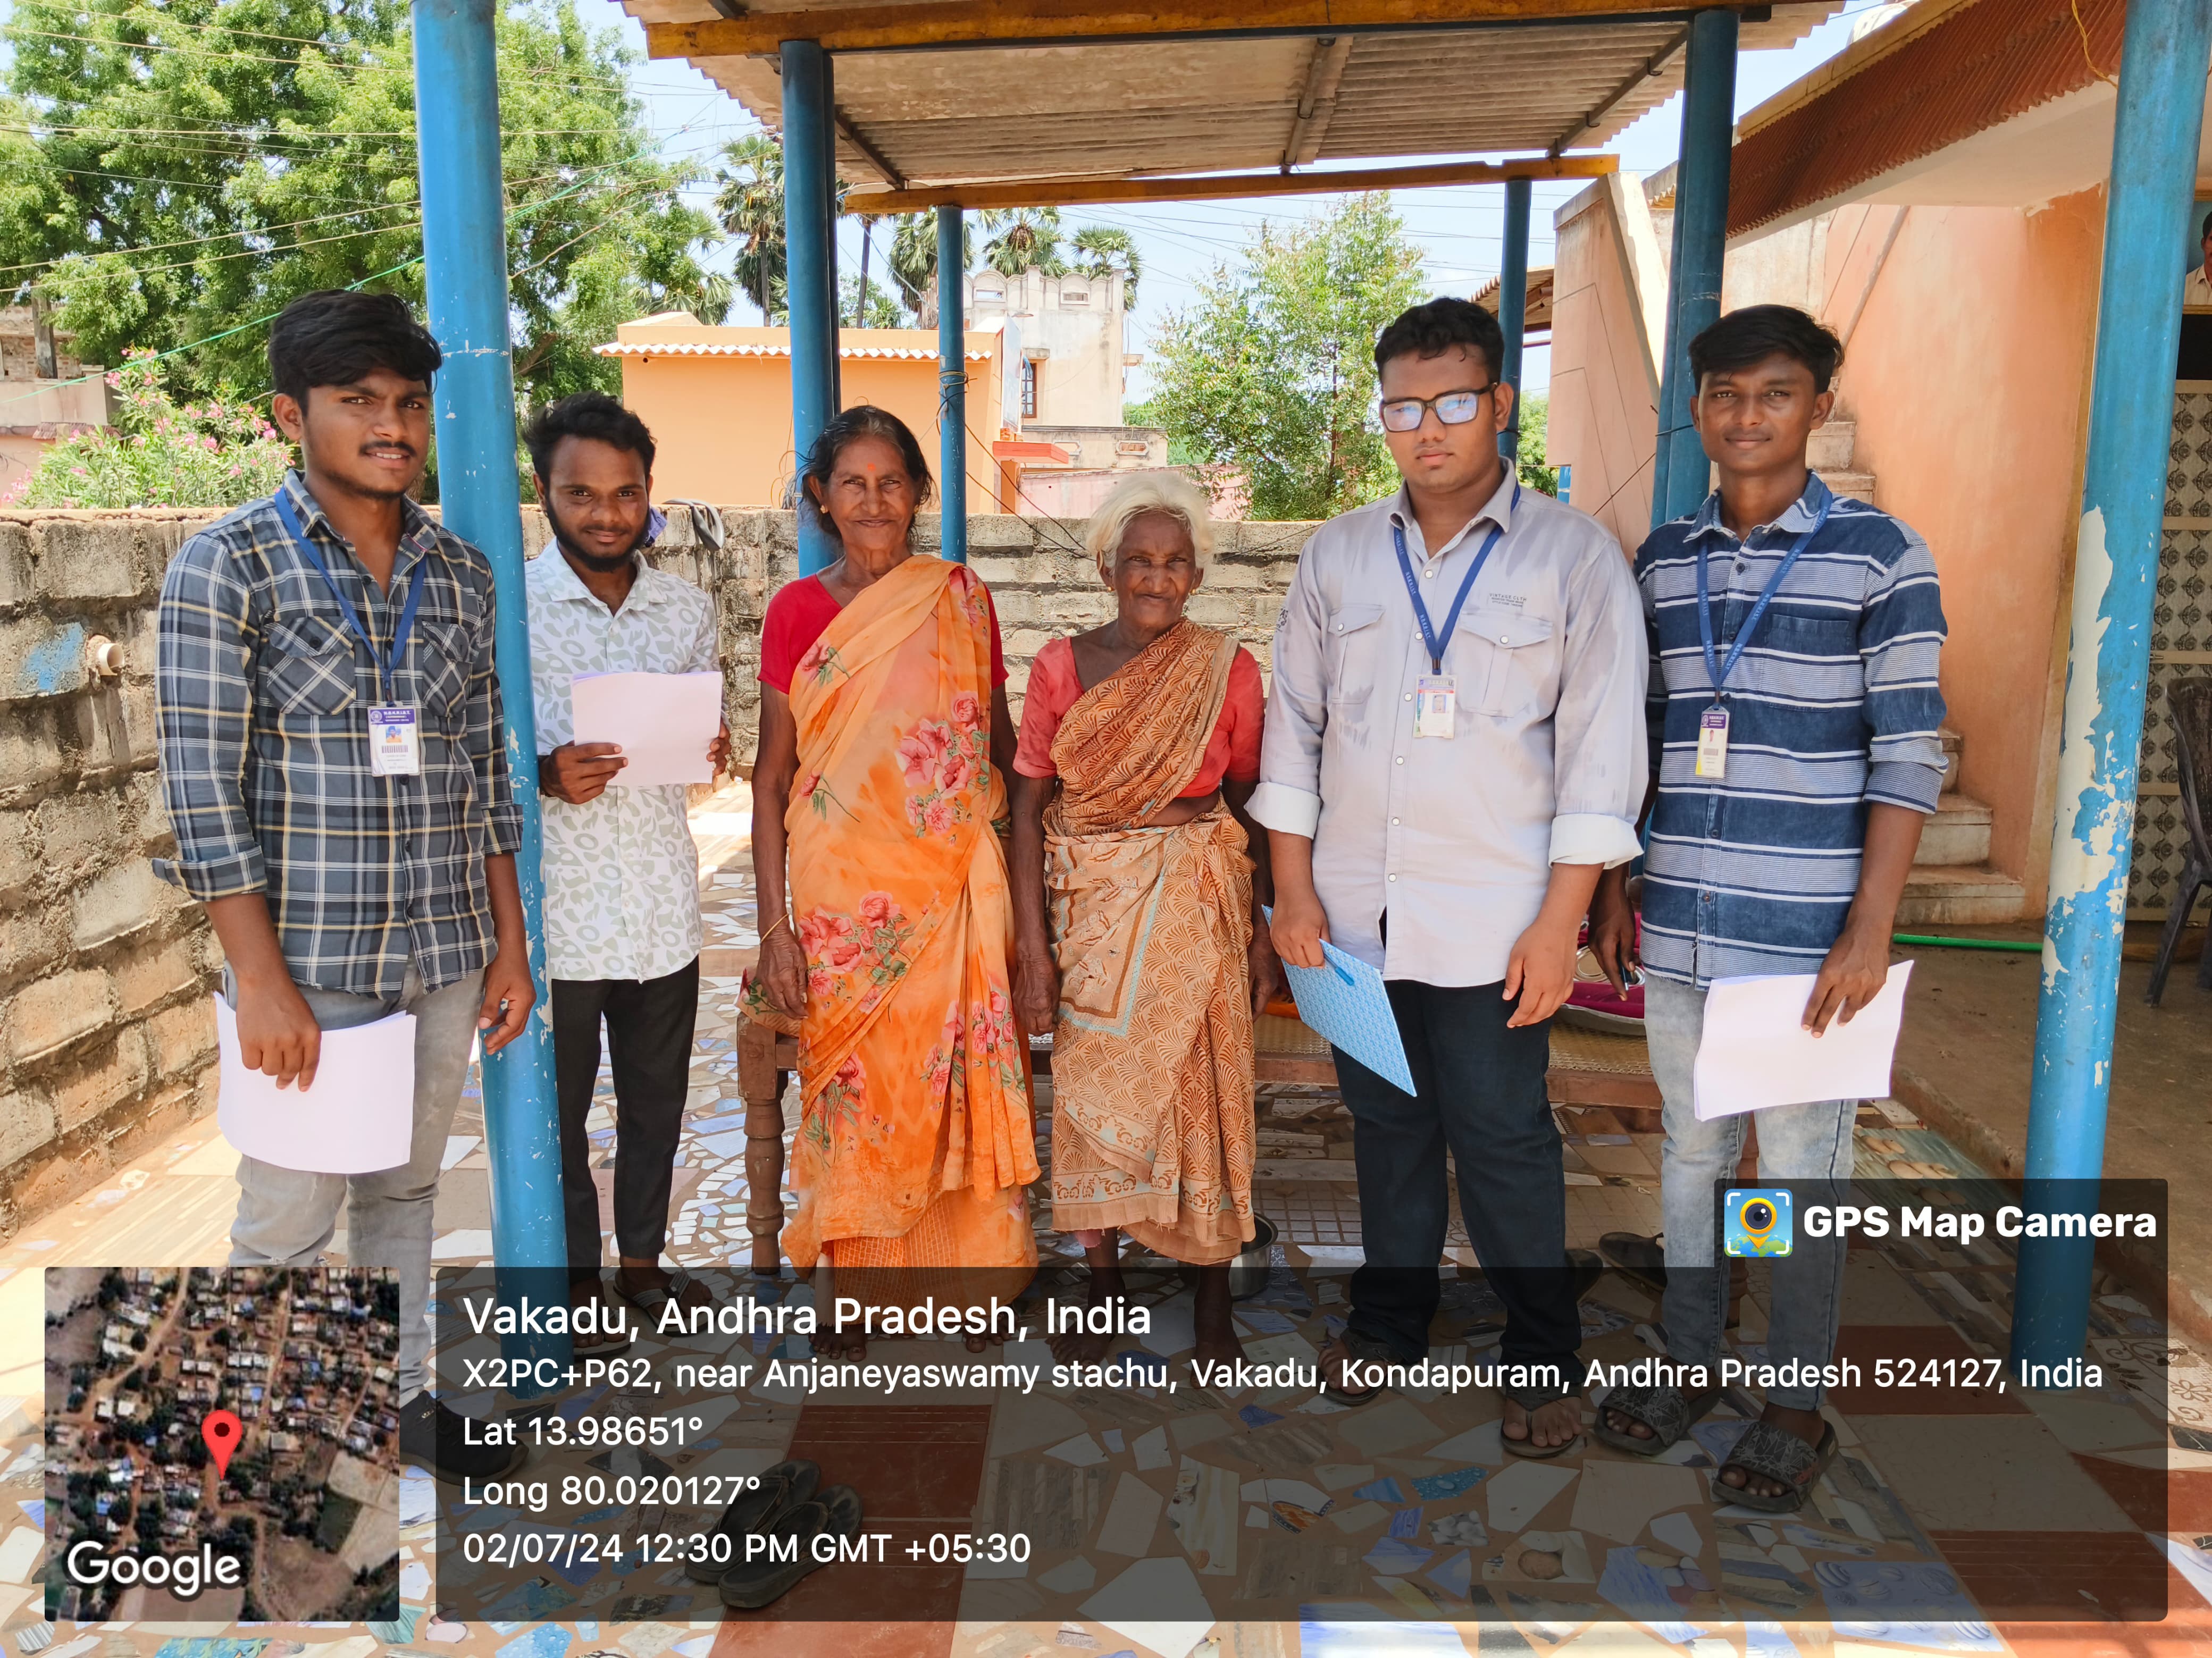 GPS Map Camera
Vakadu, Andhra Pradesh, India
X2PC+P62, near Anjaneyaswamy stachu, Vakadu, Kondapuram, Andhra Pradesh 524127, India
Lat 13.98651°
Long 80.020127°
02/07/24 12:30 PM GMT +05:30
Google